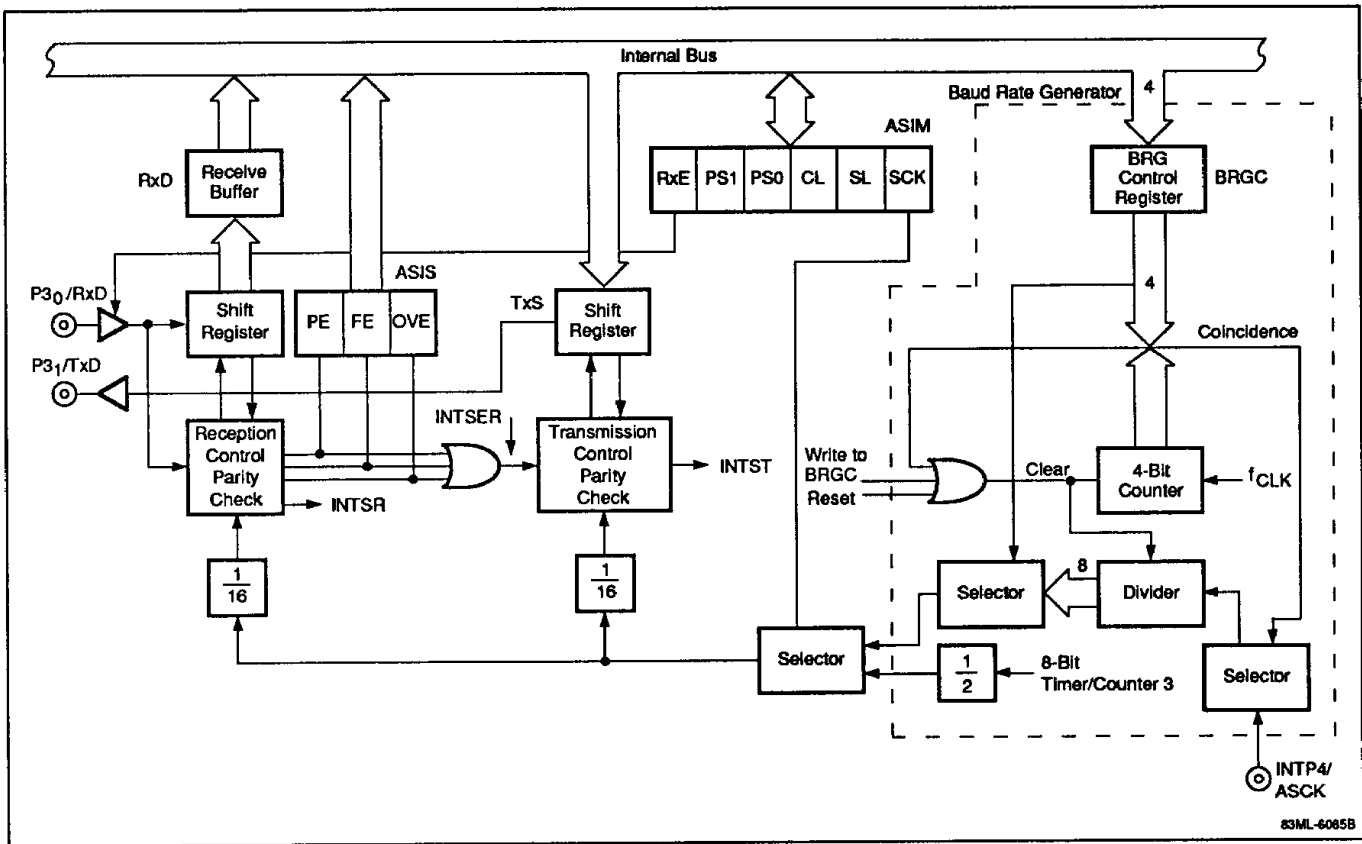 Internal Bus
4
Baud Rate Generator
ASIM
RxE PS1 PS0 CL SL SCK
BRG
Control
Register
BRGC
RxD
Receive
Buffer
ASIS
P3₀/RxD
Shift
Register
PE FE OVE
TxS
Shift
Register
4
Coincidence
P3₁/TxD
INTSER
Reception
Control
Parity
Check
Transmission
Control
Parity
Check
INTST
INTSR
Write to
BRGC
Reset
Clear
4-Bit
Counter
fCLK
1
16
1
16
Selector
8
Divider
Selector
1
2
8-Bit
Timer/Counter 3
Selector
INTP4/
ASCK
83ML-6065B